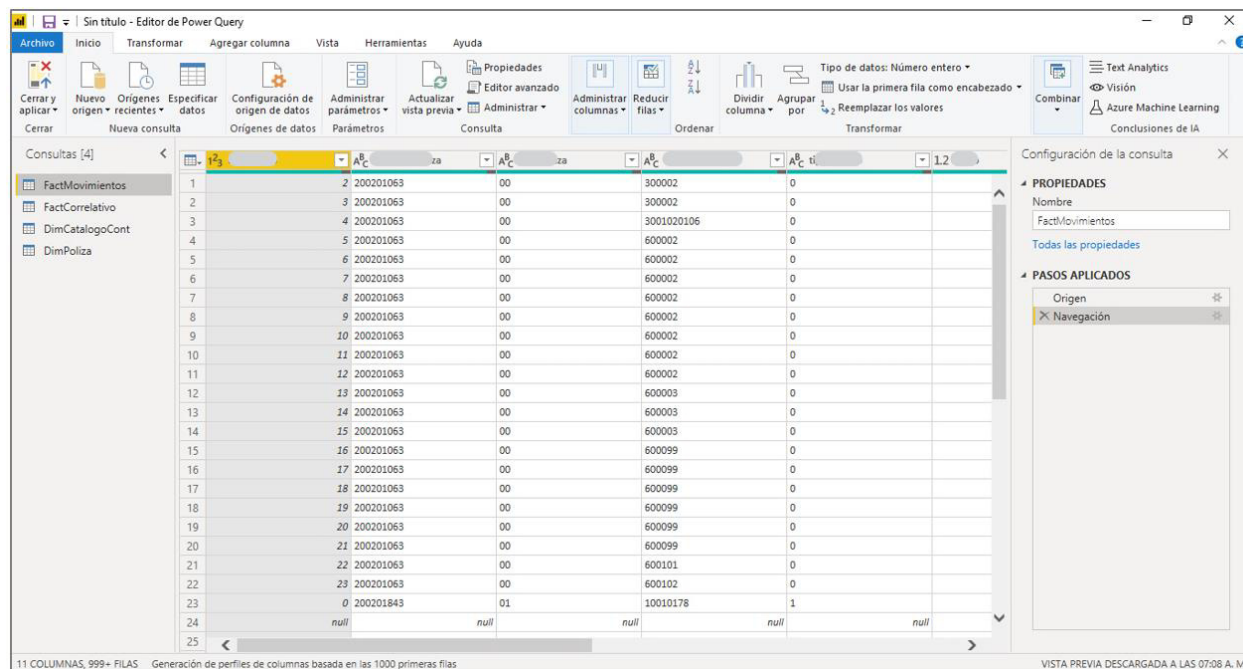 Sin título - Editor de Power Query
Archivo Inicio Transformar Agregar columna Vista Herramientas Ayuda
Cerrar y aplicar
Nuevo origen
Orígenes recientes
Especificar datos
Configuración de origen de datos
Administrar parámetros
Actualizar vista previa
Propiedades
Editor avanzado
Administrar
Administrar columnas
Reducir filas
Dividir columna
Agrupar por
Tipo de datos: Número entero
Usar la primera fila como encabezado
Reemplazar los valores
Combinar
Text Analytics
Visión
Azure Machine Learning
Cerrar Nueva consulta Orígenes de datos Parámetros Consulta Ordenar Transformar Conclusiones de IA
Consultas [4]
FactMovimientos
FactCorrelativo
DimCatalogoCont
DimPoliza
123 ABC za ABC za ABC ABC ti 1.2
1 2 200201063 00 300002 0
2 3 200201063 00 300002 0
3 4 200201063 00 3001020106 0
4 5 200201063 00 600002 0
5 6 200201063 00 600002 0
6 7 200201063 00 600002 0
7 8 200201063 00 600002 0
8 9 200201063 00 600002 0
9 10 200201063 00 600002 0
10 11 200201063 00 600002 0
11 12 200201063 00 600002 0
12 13 200201063 00 600003 0
13 14 200201063 00 600003 0
14 15 200201063 00 600003 0
15 16 200201063 00 600099 0
16 17 200201063 00 600099 0
17 18 200201063 00 600099 0
18 19 200201063 00 600099 0
19 20 200201063 00 600099 0
20 21 200201063 00 600099 0
21 22 200201063 00 600101 0
22 23 200201063 00 600102 0
23 0 200201843 01 10010178 1
24 null null null null null
25
Configuración de la consulta
PROPIEDADES
Nombre
FactMovimientos
Todas las propiedades
PASOS APLICADOS
Origen
Navegación
11 COLUMNAS, 999+ FILAS Generación de perfiles de columnas basada en las 1000 primeras filas
VISTA PREVIA DESCARGADA A LAS 07:08 A. M